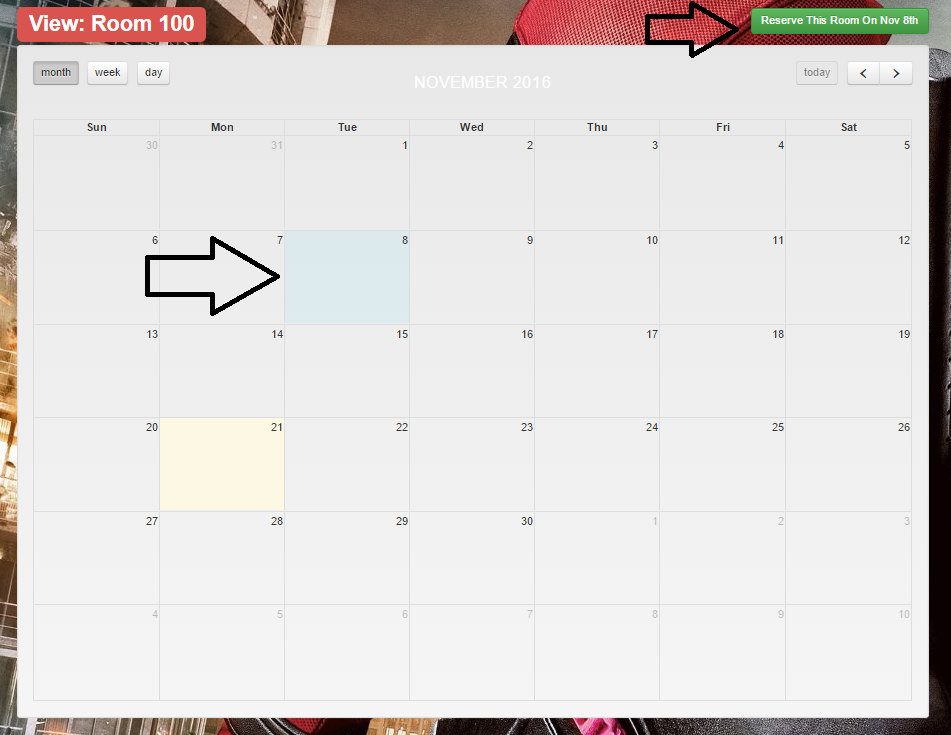 View: Room 100
Reserve This Room On Nov 8th
month week day
NOVEMBER 2016
today
Sun Mon Tue Wed Thu Fri Sat
30 31 1 2 3 4 5
6 7 8 9 10 11 12
13 14 15 16 17 18 19
20 21 22 23 24 25 26
27 28 29 30 1 2 3
4 5 6 7 8 9 10